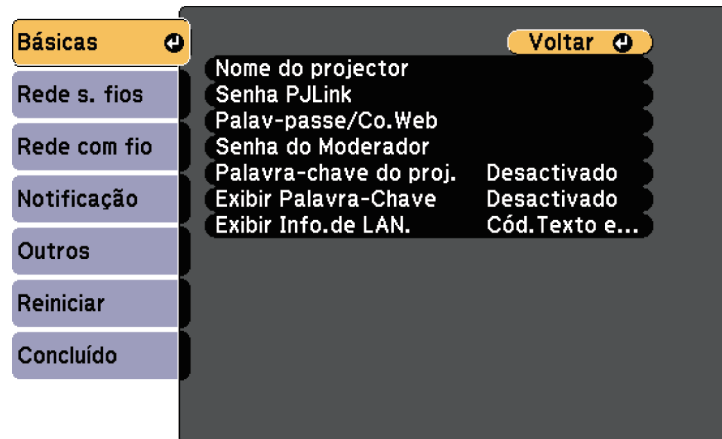 Básicas
Rede s. fios
Rede com fio
Notificação
Outros
Reiniciar
Concluído
Voltar
Nome do projector
Senha PJLink
Palav-passe/Co.Web
Senha do Moderador
Palavra-chave do proj. Desactivado
Exibir Palavra-Chave Desactivado
Exibir Info.de LAN. Cód.Texto e...